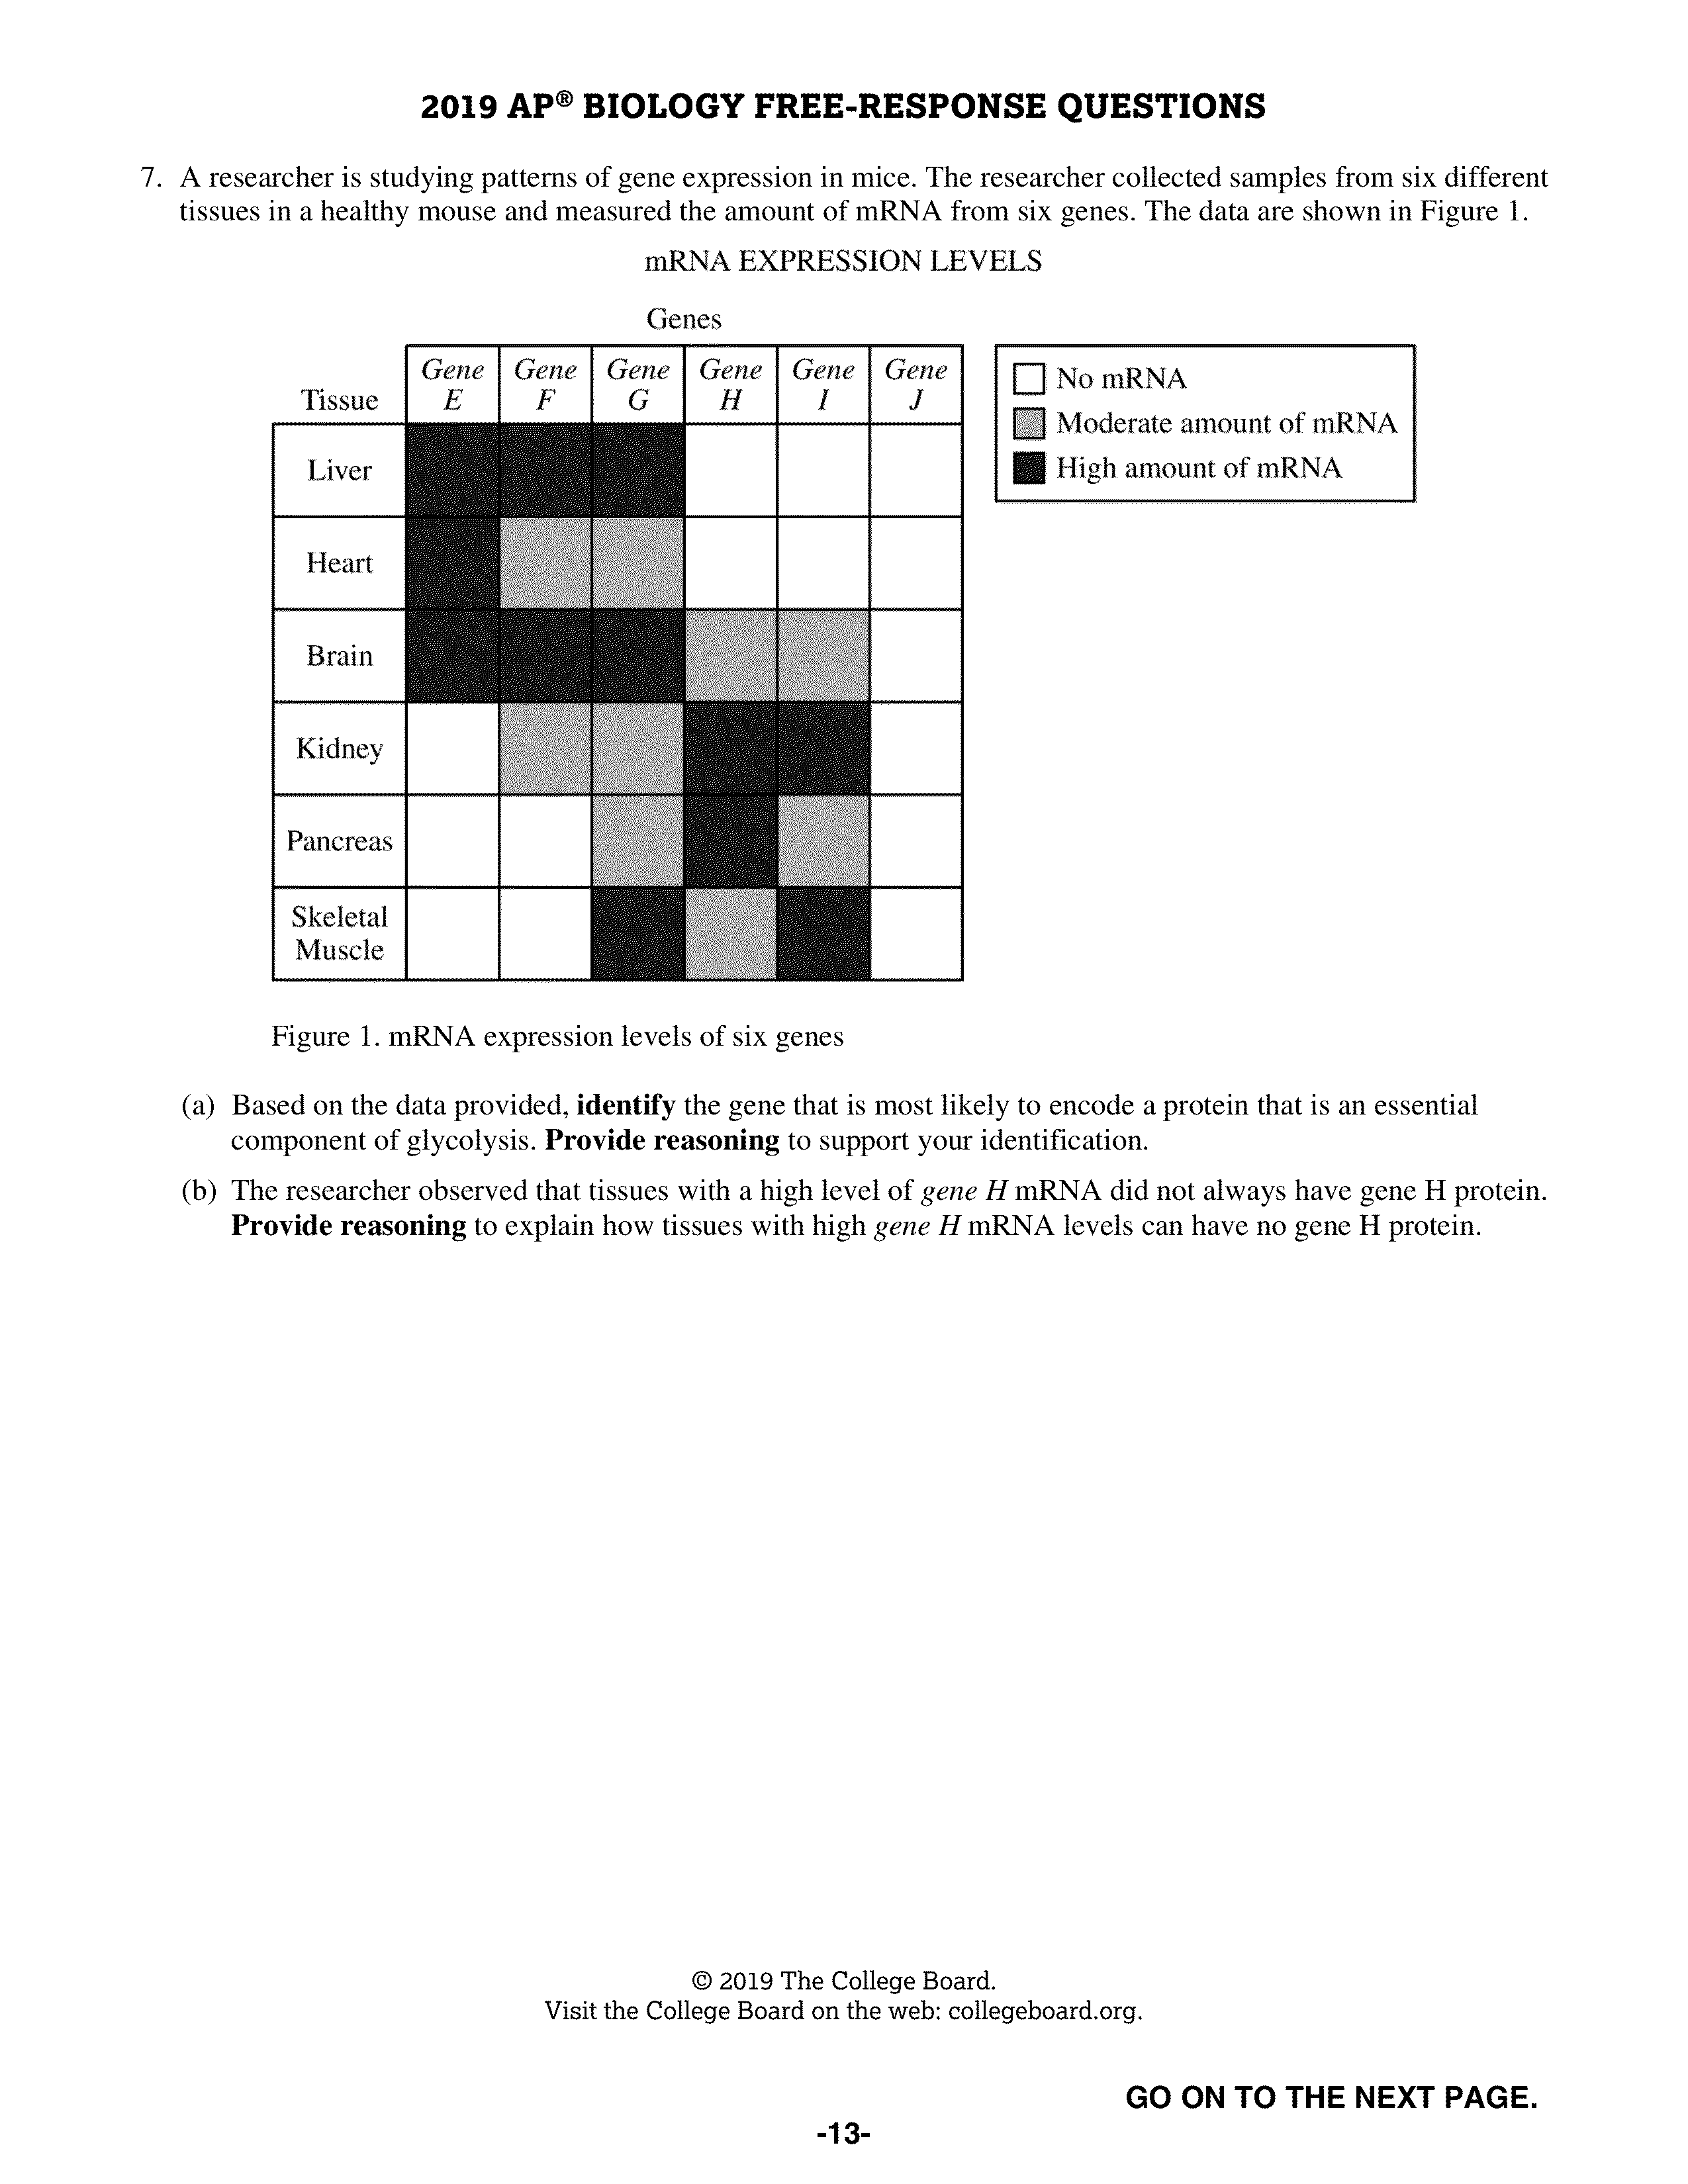 2019 AP® BIOLOGY FREE-RESPONSE QUESTIONS
7. A researcher is studying patterns of gene expression in mice. The researcher collected samples from six different
tissues in a healthy mouse and measured the amount of mRNA from six genes. The data are shown in Figure 1.
mRNA EXPRESSION LEVELS
Genes
Tissue
Gene E
Gene F
Gene G
Gene H
Gene I
Gene J
No mRNA
Moderate amount of mRNA
High amount of mRNA
Liver
Heart
Brain
Kidney
Pancreas
Skeletal
Muscle
Figure 1. mRNA expression levels of six genes
(a) Based on the data provided, identify the gene that is most likely to encode a protein that is an essential
component of glycolysis. Provide reasoning to support your identification.
(b) The researcher observed that tissues with a high level of gene H mRNA did not always have gene H protein.
Provide reasoning to explain how tissues with high gene H mRNA levels can have no gene H protein.
© 2019 The College Board.
Visit the College Board on the web: collegeboard.org.
GO ON TO THE NEXT PAGE.
-13-